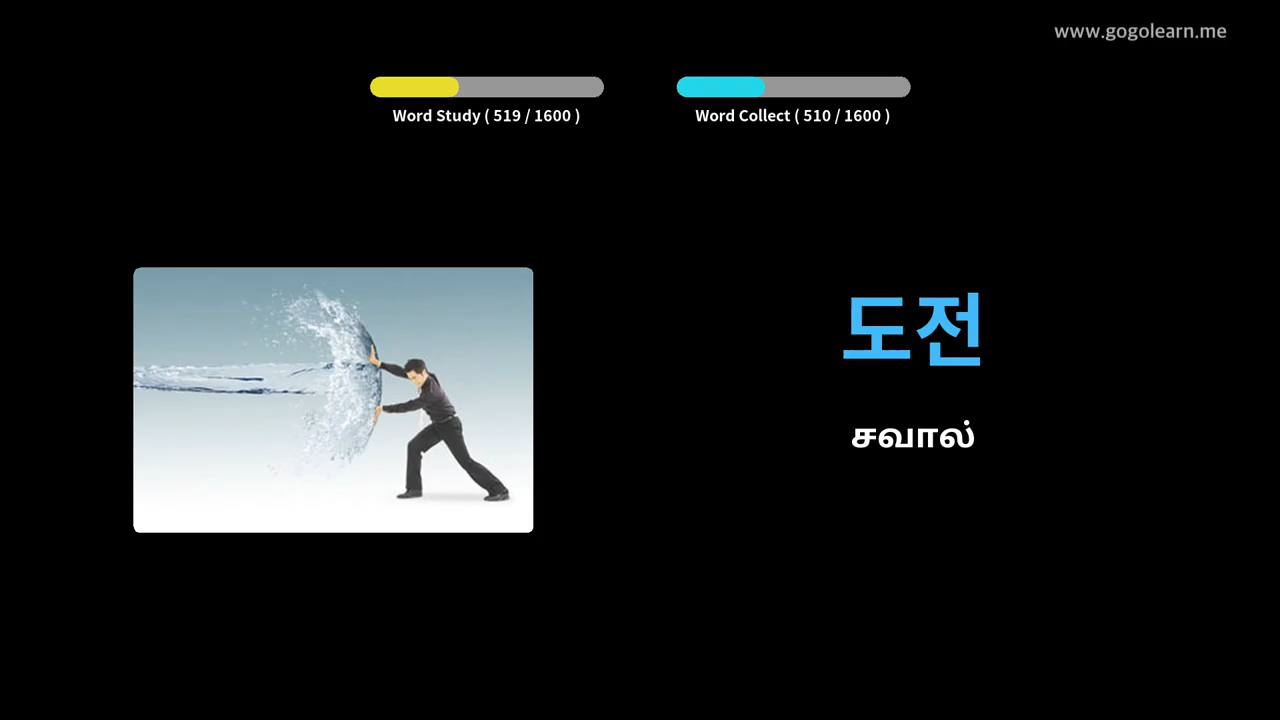 www.gogolearn.me
Word Study ( 519 / 1600 )
Word Collect ( 510 / 1600 )
도전
சவால்